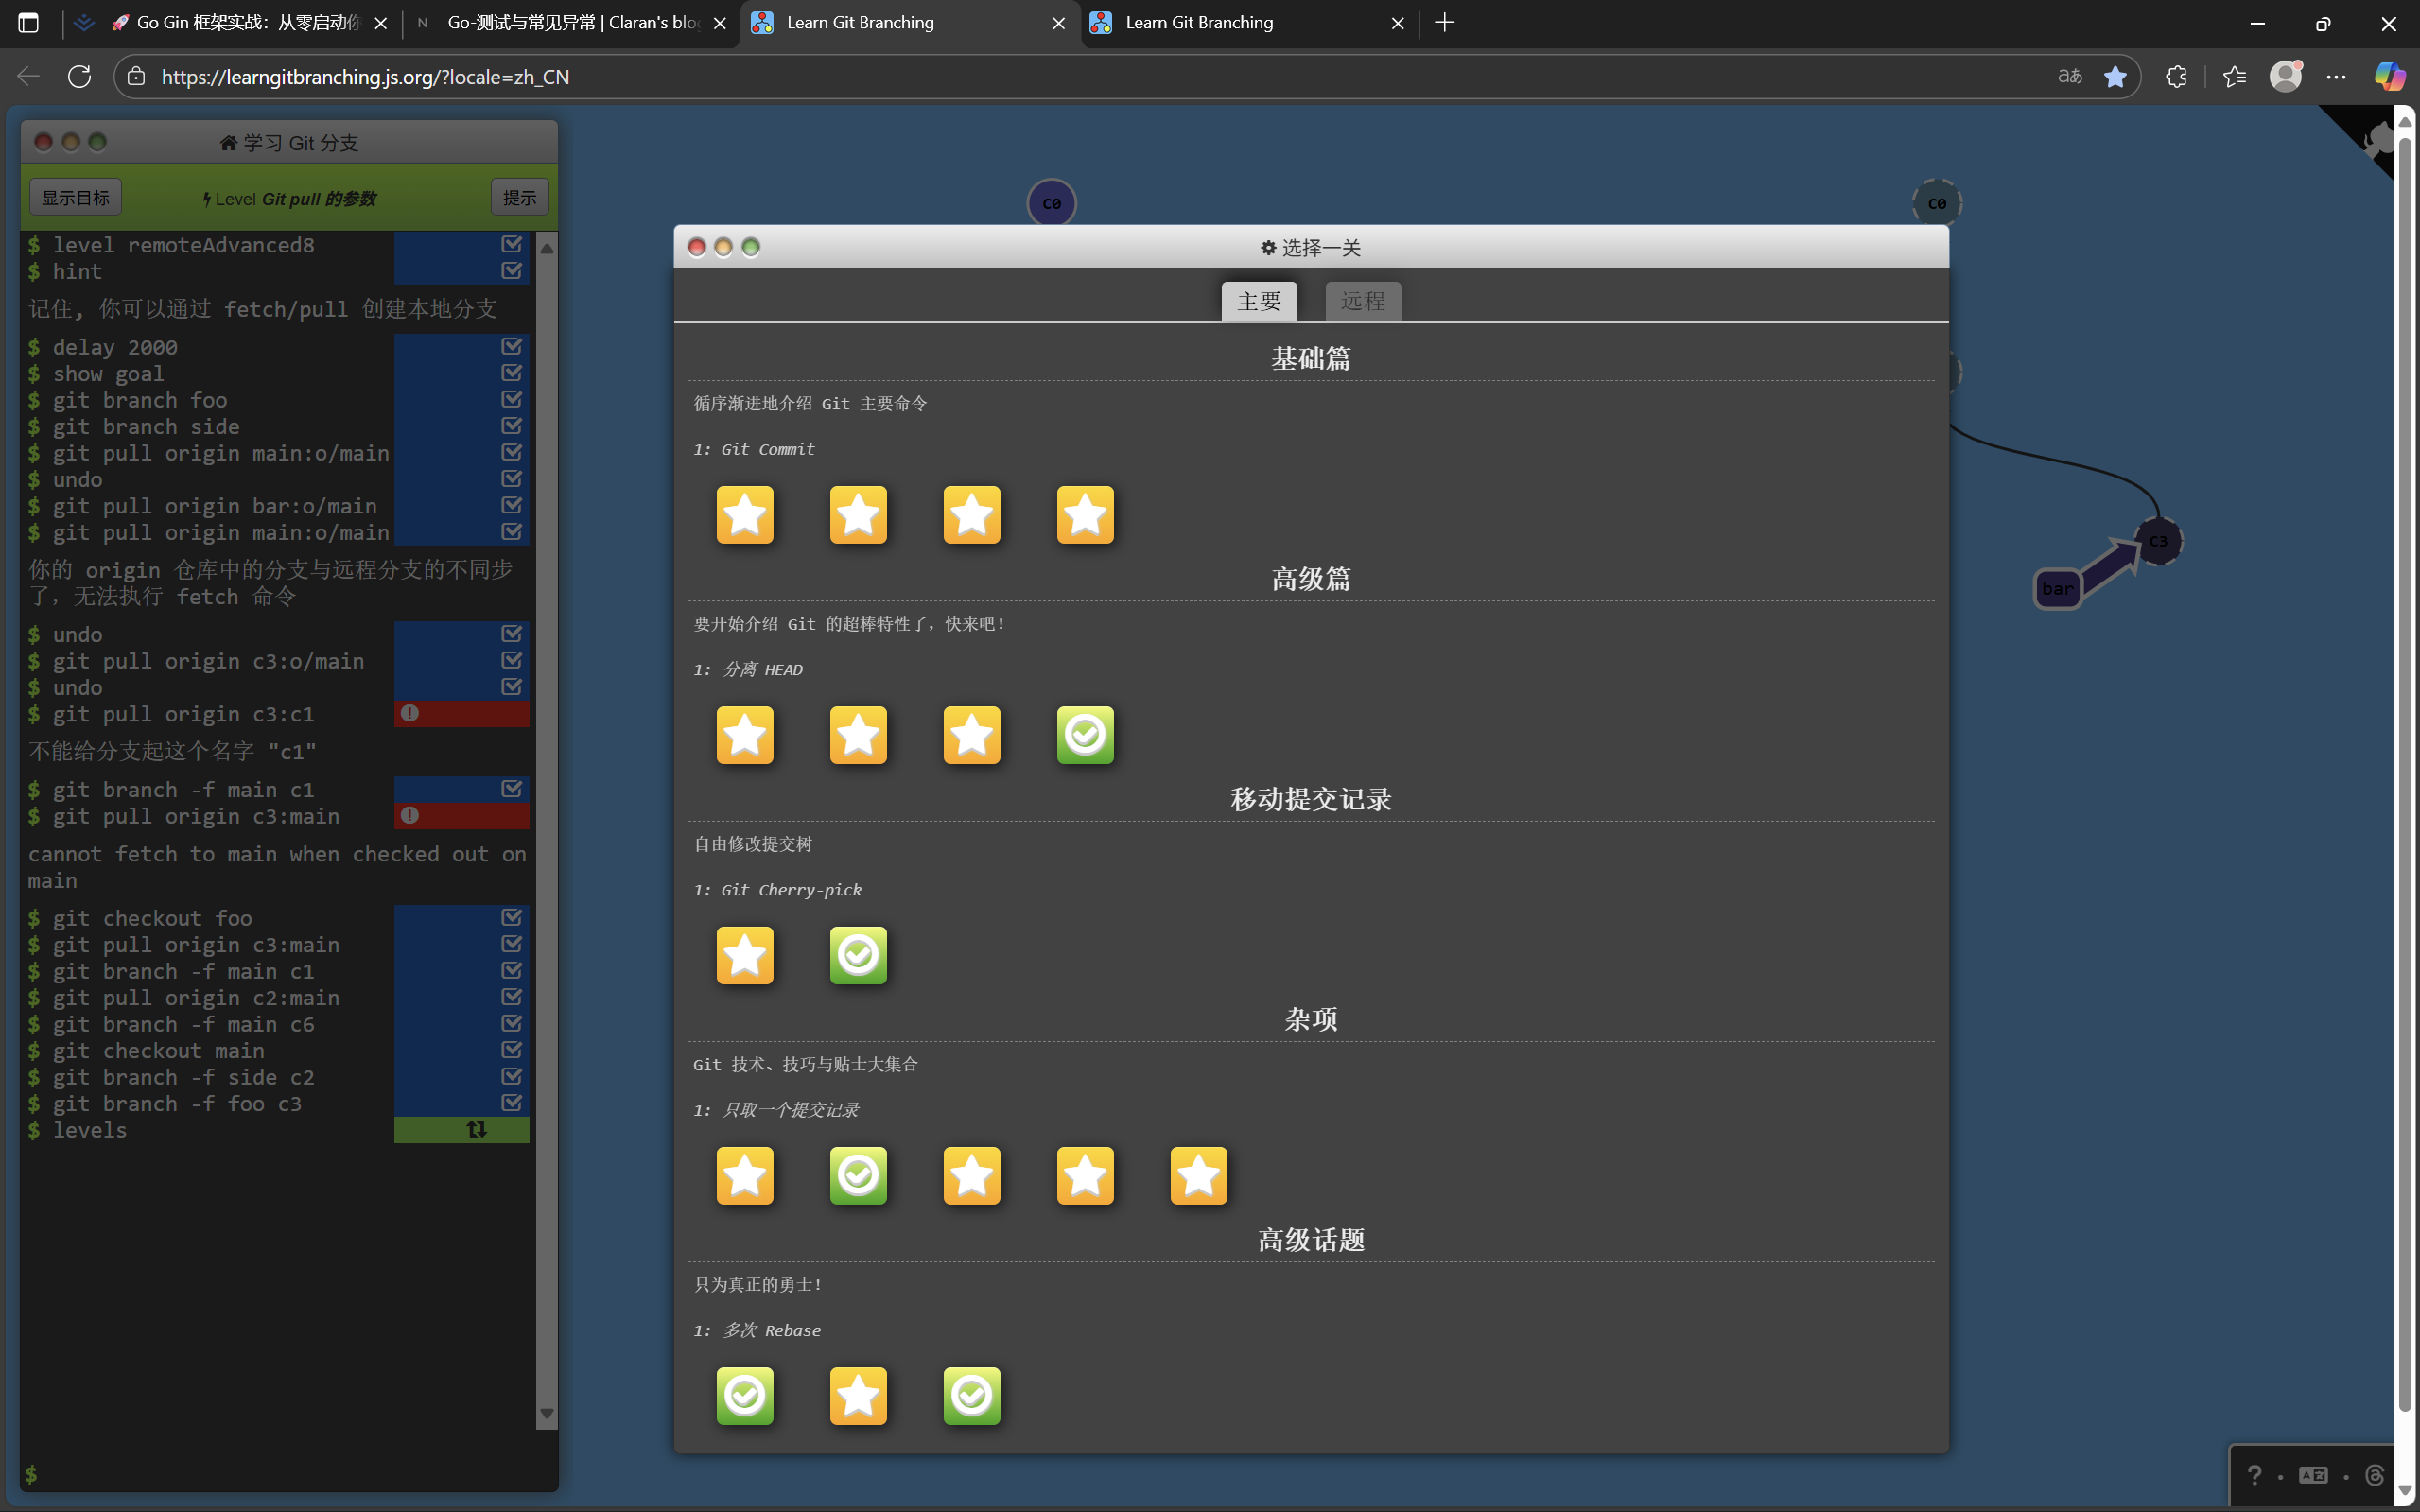 🚀 Go Gin 框架实战：从零启动你
N Go-测试与常见异常 | Claran's blo
Learn Git Branching
Learn Git Branching
https://learngitbranching.js.org/?locale=zh_CN
学习 Git 分支
显示目标
Level Git pull 的参数
提示
$ level remoteAdvanced8
$ hint
记住, 你可以通过 fetch/pull 创建本地分支
$ delay 2000
$ show goal
$ git branch foo
$ git branch side
$ git pull origin main:o/main
$ undo
$ git pull origin bar:o/main
$ git pull origin main:o/main
你的 origin 仓库中的分支与远程分支的不同步
了，无法执行 fetch 命令
$ undo
$ git pull origin c3:o/main
$ undo
$ git pull origin c3:c1
不能给分支起这个名字 "c1"
$ git branch -f main c1
$ git pull origin c3:main
cannot fetch to main when checked out on
main
$ git checkout foo
$ git pull origin c3:main
$ git branch -f main c1
$ git pull origin c2:main
$ git branch -f main c6
$ git checkout main
$ git branch -f side c2
$ git branch -f foo c3
$ levels
$
C0
C0
C3
bar
选择一关
主要
远程
基础篇
循序渐进地介绍 Git 主要命令
1: Git Commit
高级篇
要开始介绍 Git 的超棒特性了，快来吧！
1: 分离 HEAD
移动提交记录
自由修改提交树
1: Git Cherry-pick
杂项
Git 技术、技巧与贴士大集合
1: 只取一个提交记录
高级话题
只为真正的勇士！
1: 多次 Rebase